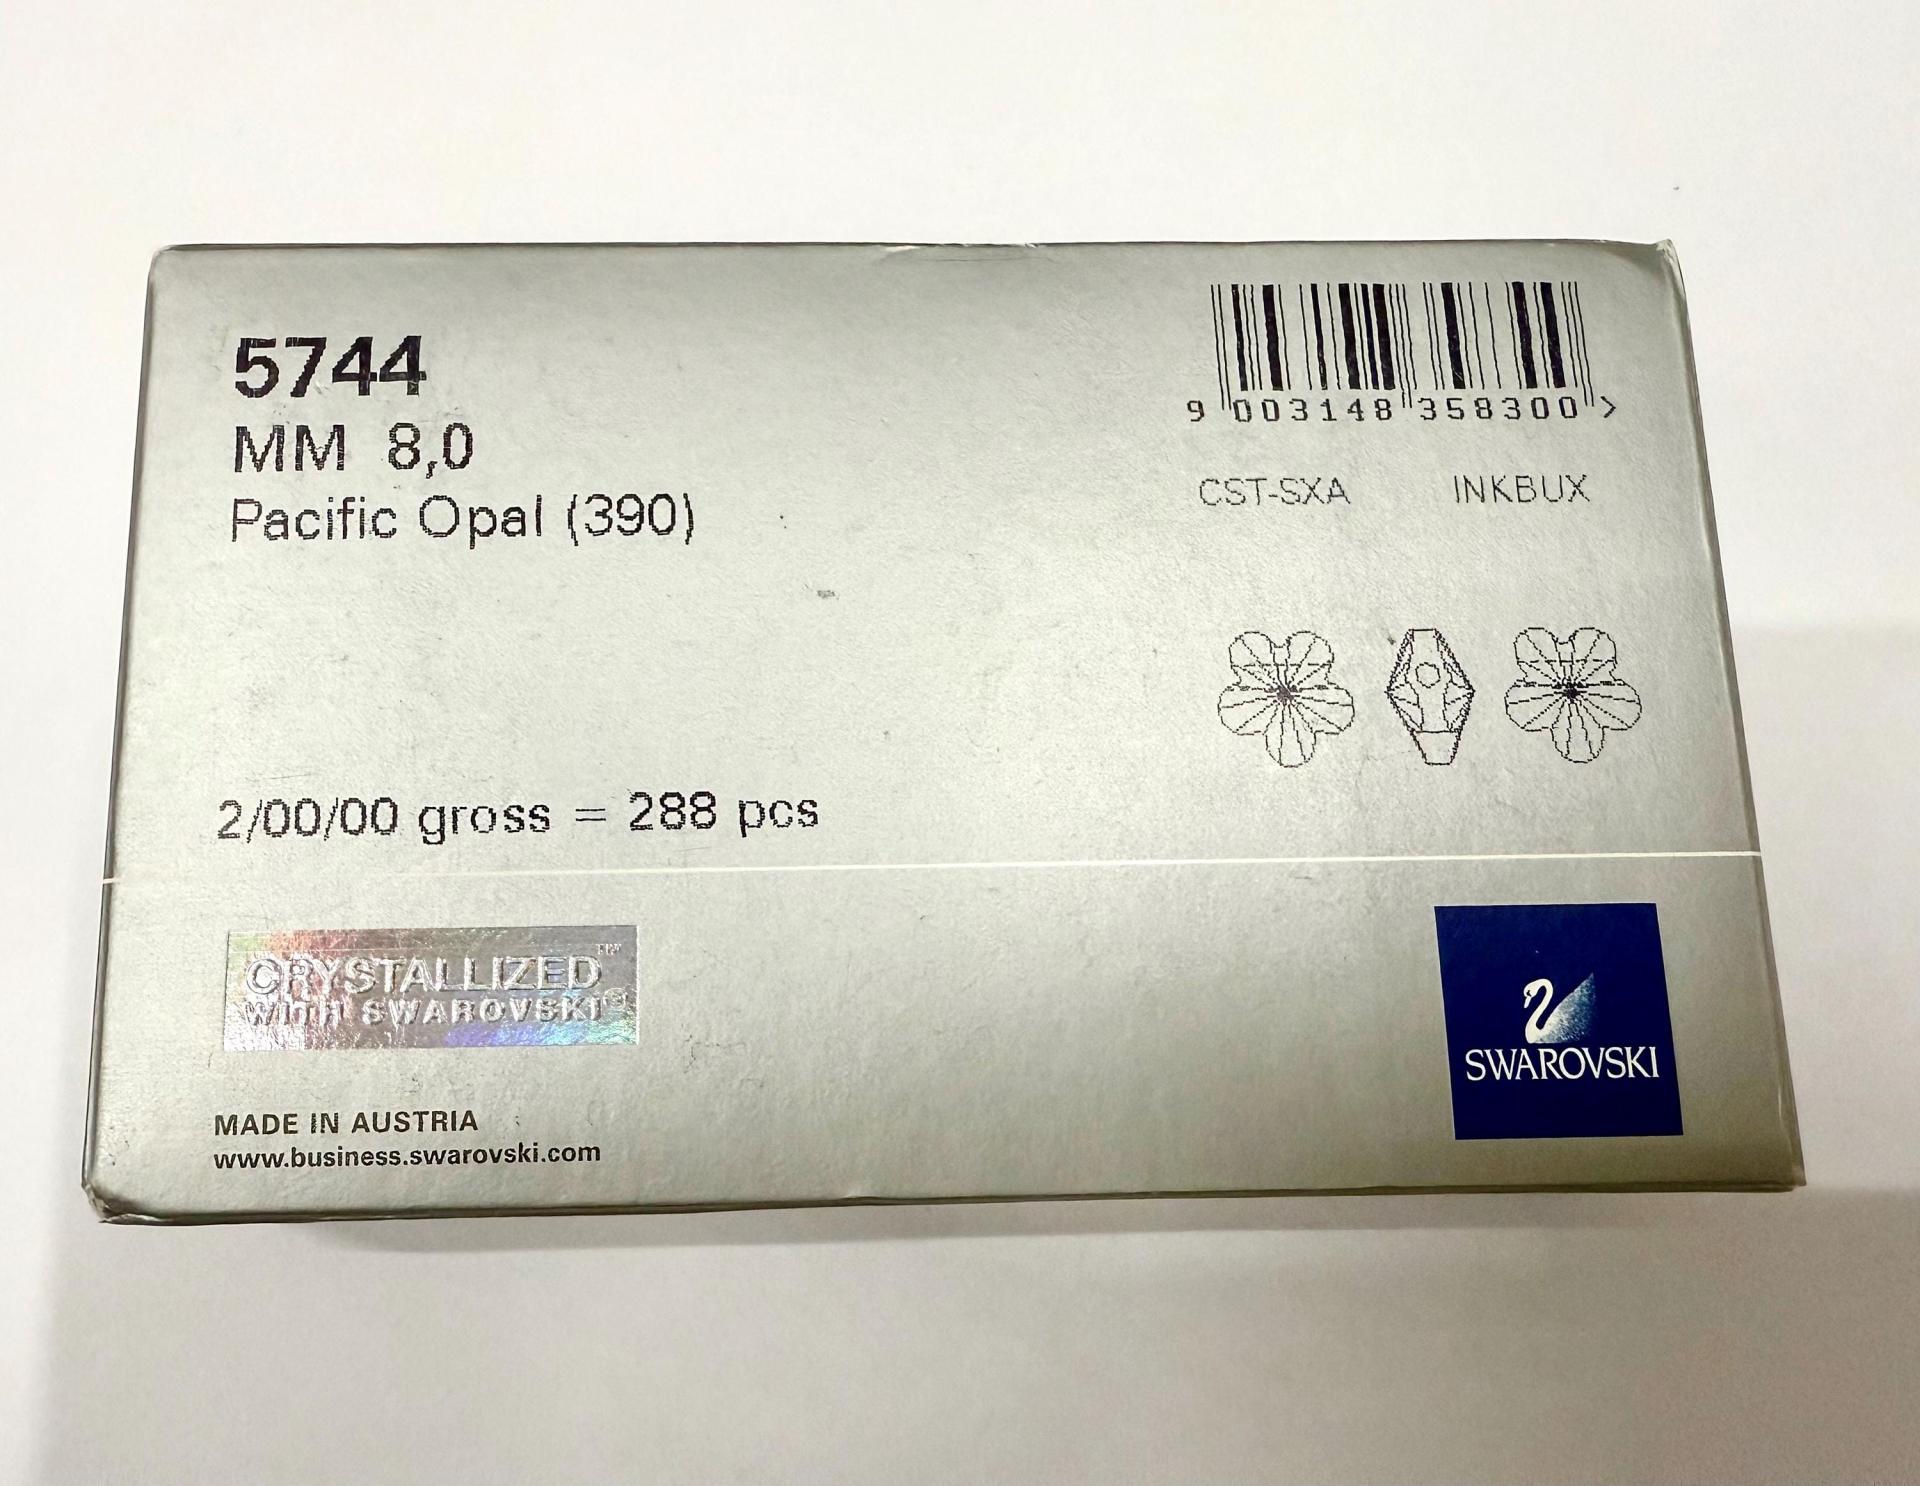 5744
MM 8,0
Pacific Opal (390)
9 003148 358300 >
CST-SXA INKBUX
2/00/00 gross = 288 pcs
CRYSTALLIZED™
WITH SWAROVSKI®
SWAROVSKI
MADE IN AUSTRIA
www.business.swarovski.com